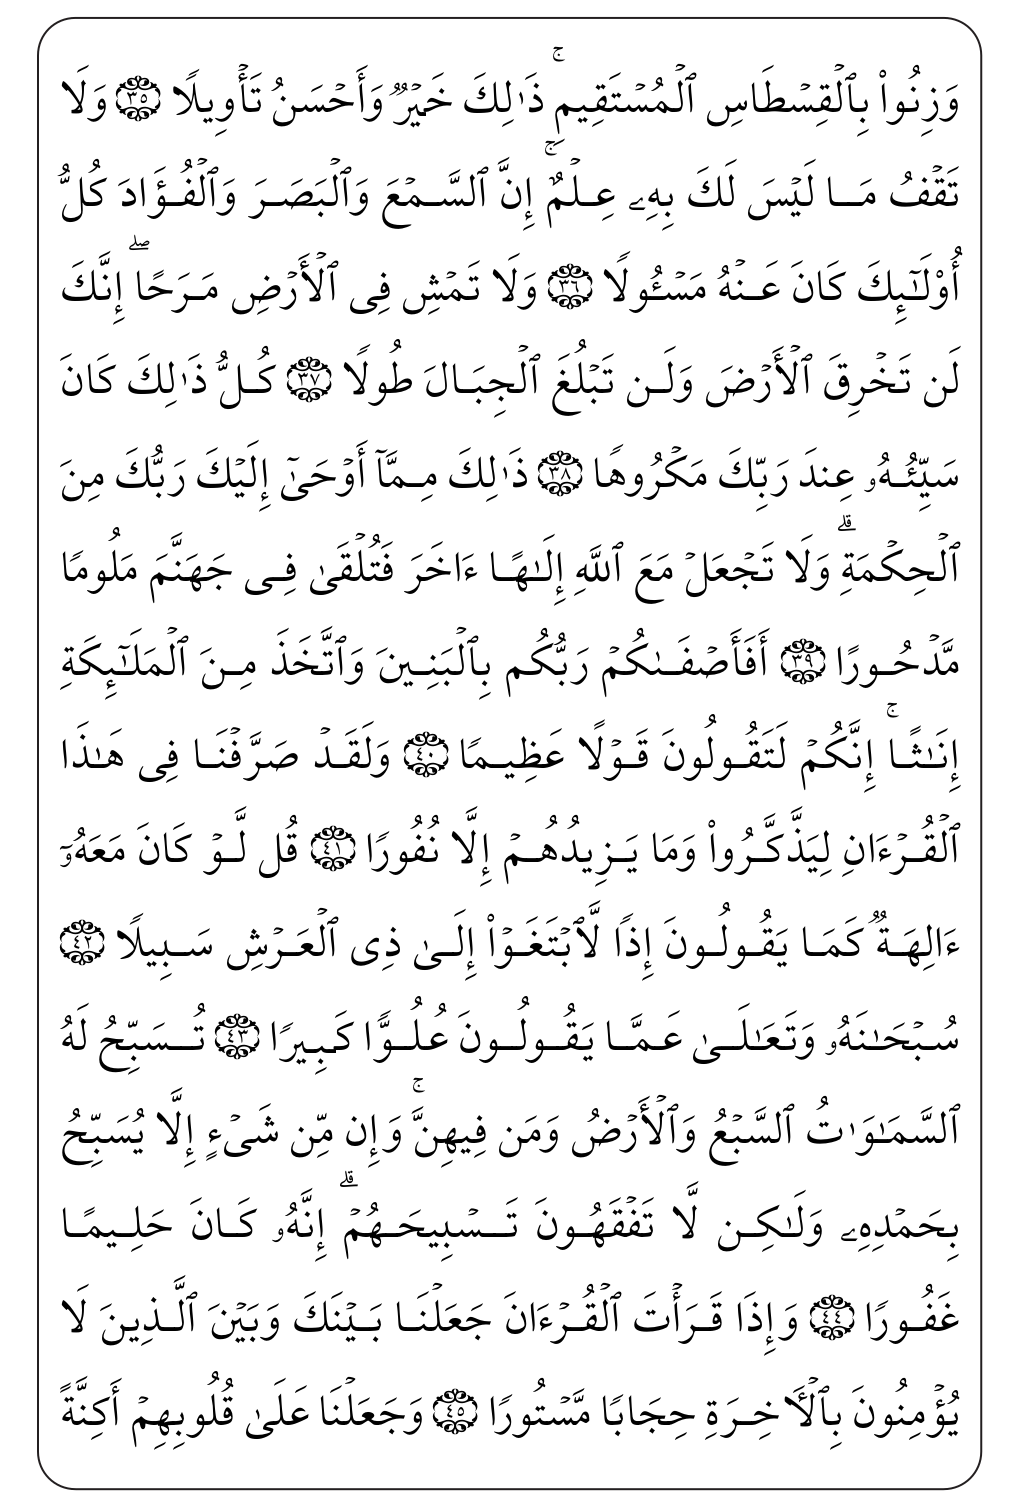 وَزِنُوا۟ بِٱلْقِسْطَاسِ ٱلْمُسْتَقِيمِ ۚ ذَٰلِكَ خَيْرٌ وَأَحْسَنُ تَأْوِيلًا ٣٥ وَلَا
تَقْفُ مَا لَيْسَ لَكَ بِهِۦ عِلْمٌ ۚ إِنَّ ٱلسَّمْعَ وَٱلْبَصَرَ وَٱلْفُؤَادَ كُلُّ
أُو۟لَـٰٓئِكَ كَانَ عَنْهُ مَسْـُٔولًا ٣٦ وَلَا تَمْشِ فِى ٱلْأَرْضِ مَرَحًا ۖ إِنَّكَ
لَن تَخْرِقَ ٱلْأَرْضَ وَلَن تَبْلُغَ ٱلْجِبَالَ طُولًا ٣٧ كُلُّ ذَٰلِكَ كَانَ
سَيِّئُهُۥ عِندَ رَبِّكَ مَكْرُوهًا ٣٨ ذَٰلِكَ مِمَّآ أَوْحَىٰٓ إِلَيْكَ رَبُّكَ مِنَ
ٱلْحِكْمَةِ ۗ وَلَا تَجْعَلْ مَعَ ٱللَّهِ إِلَـٰهًا ءَاخَرَ فَتُلْقَىٰ فِى جَهَنَّمَ مَلُومًا
مَّدْحُورًا ٣٩ أَفَأَصْفَىٰكُمْ رَبُّكُم بِٱلْبَنِينَ وَٱتَّخَذَ مِنَ ٱلْمَلَـٰٓئِكَةِ
إِنَـٰثًا ۚ إِنَّكُمْ لَتَقُولُونَ قَوْلًا عَظِيمًا ٤٠ وَلَقَدْ صَرَّفْنَا فِى هَـٰذَا
ٱلْقُرْءَانِ لِيَذَّكَّرُوا۟ وَمَا يَزِيدُهُمْ إِلَّا نُفُورًا ٤١ قُل لَّوْ كَانَ مَعَهُۥٓ
ءَالِهَةٌ كَمَا يَقُولُونَ إِذًا لَّٱبْتَغَوْا۟ إِلَىٰ ذِى ٱلْعَرْشِ سَبِيلًا ٤٢
سُبْحَـٰنَهُۥ وَتَعَـٰلَىٰ عَمَّا يَقُولُونَ عُلُوًّا كَبِيرًا ٤٣ تُسَبِّحُ لَهُ
ٱلسَّمَـٰوَٰتُ ٱلسَّبْعُ وَٱلْأَرْضُ وَمَن فِيهِنَّ ۚ وَإِن مِّن شَىْءٍ إِلَّا يُسَبِّحُ
بِحَمْدِهِۦ وَلَـٰكِن لَّا تَفْقَهُونَ تَسْبِيحَهُمْ ۗ إِنَّهُۥ كَانَ حَلِيمًا
غَفُورًا ٤٤ وَإِذَا قَرَأْتَ ٱلْقُرْءَانَ جَعَلْنَا بَيْنَكَ وَبَيْنَ ٱلَّذِينَ لَا
يُؤْمِنُونَ بِٱلْـَٔاخِرَةِ حِجَابًا مَّسْتُورًا ٤٥ وَجَعَلْنَا عَلَىٰ قُلُوبِهِمْ أَكِنَّةً